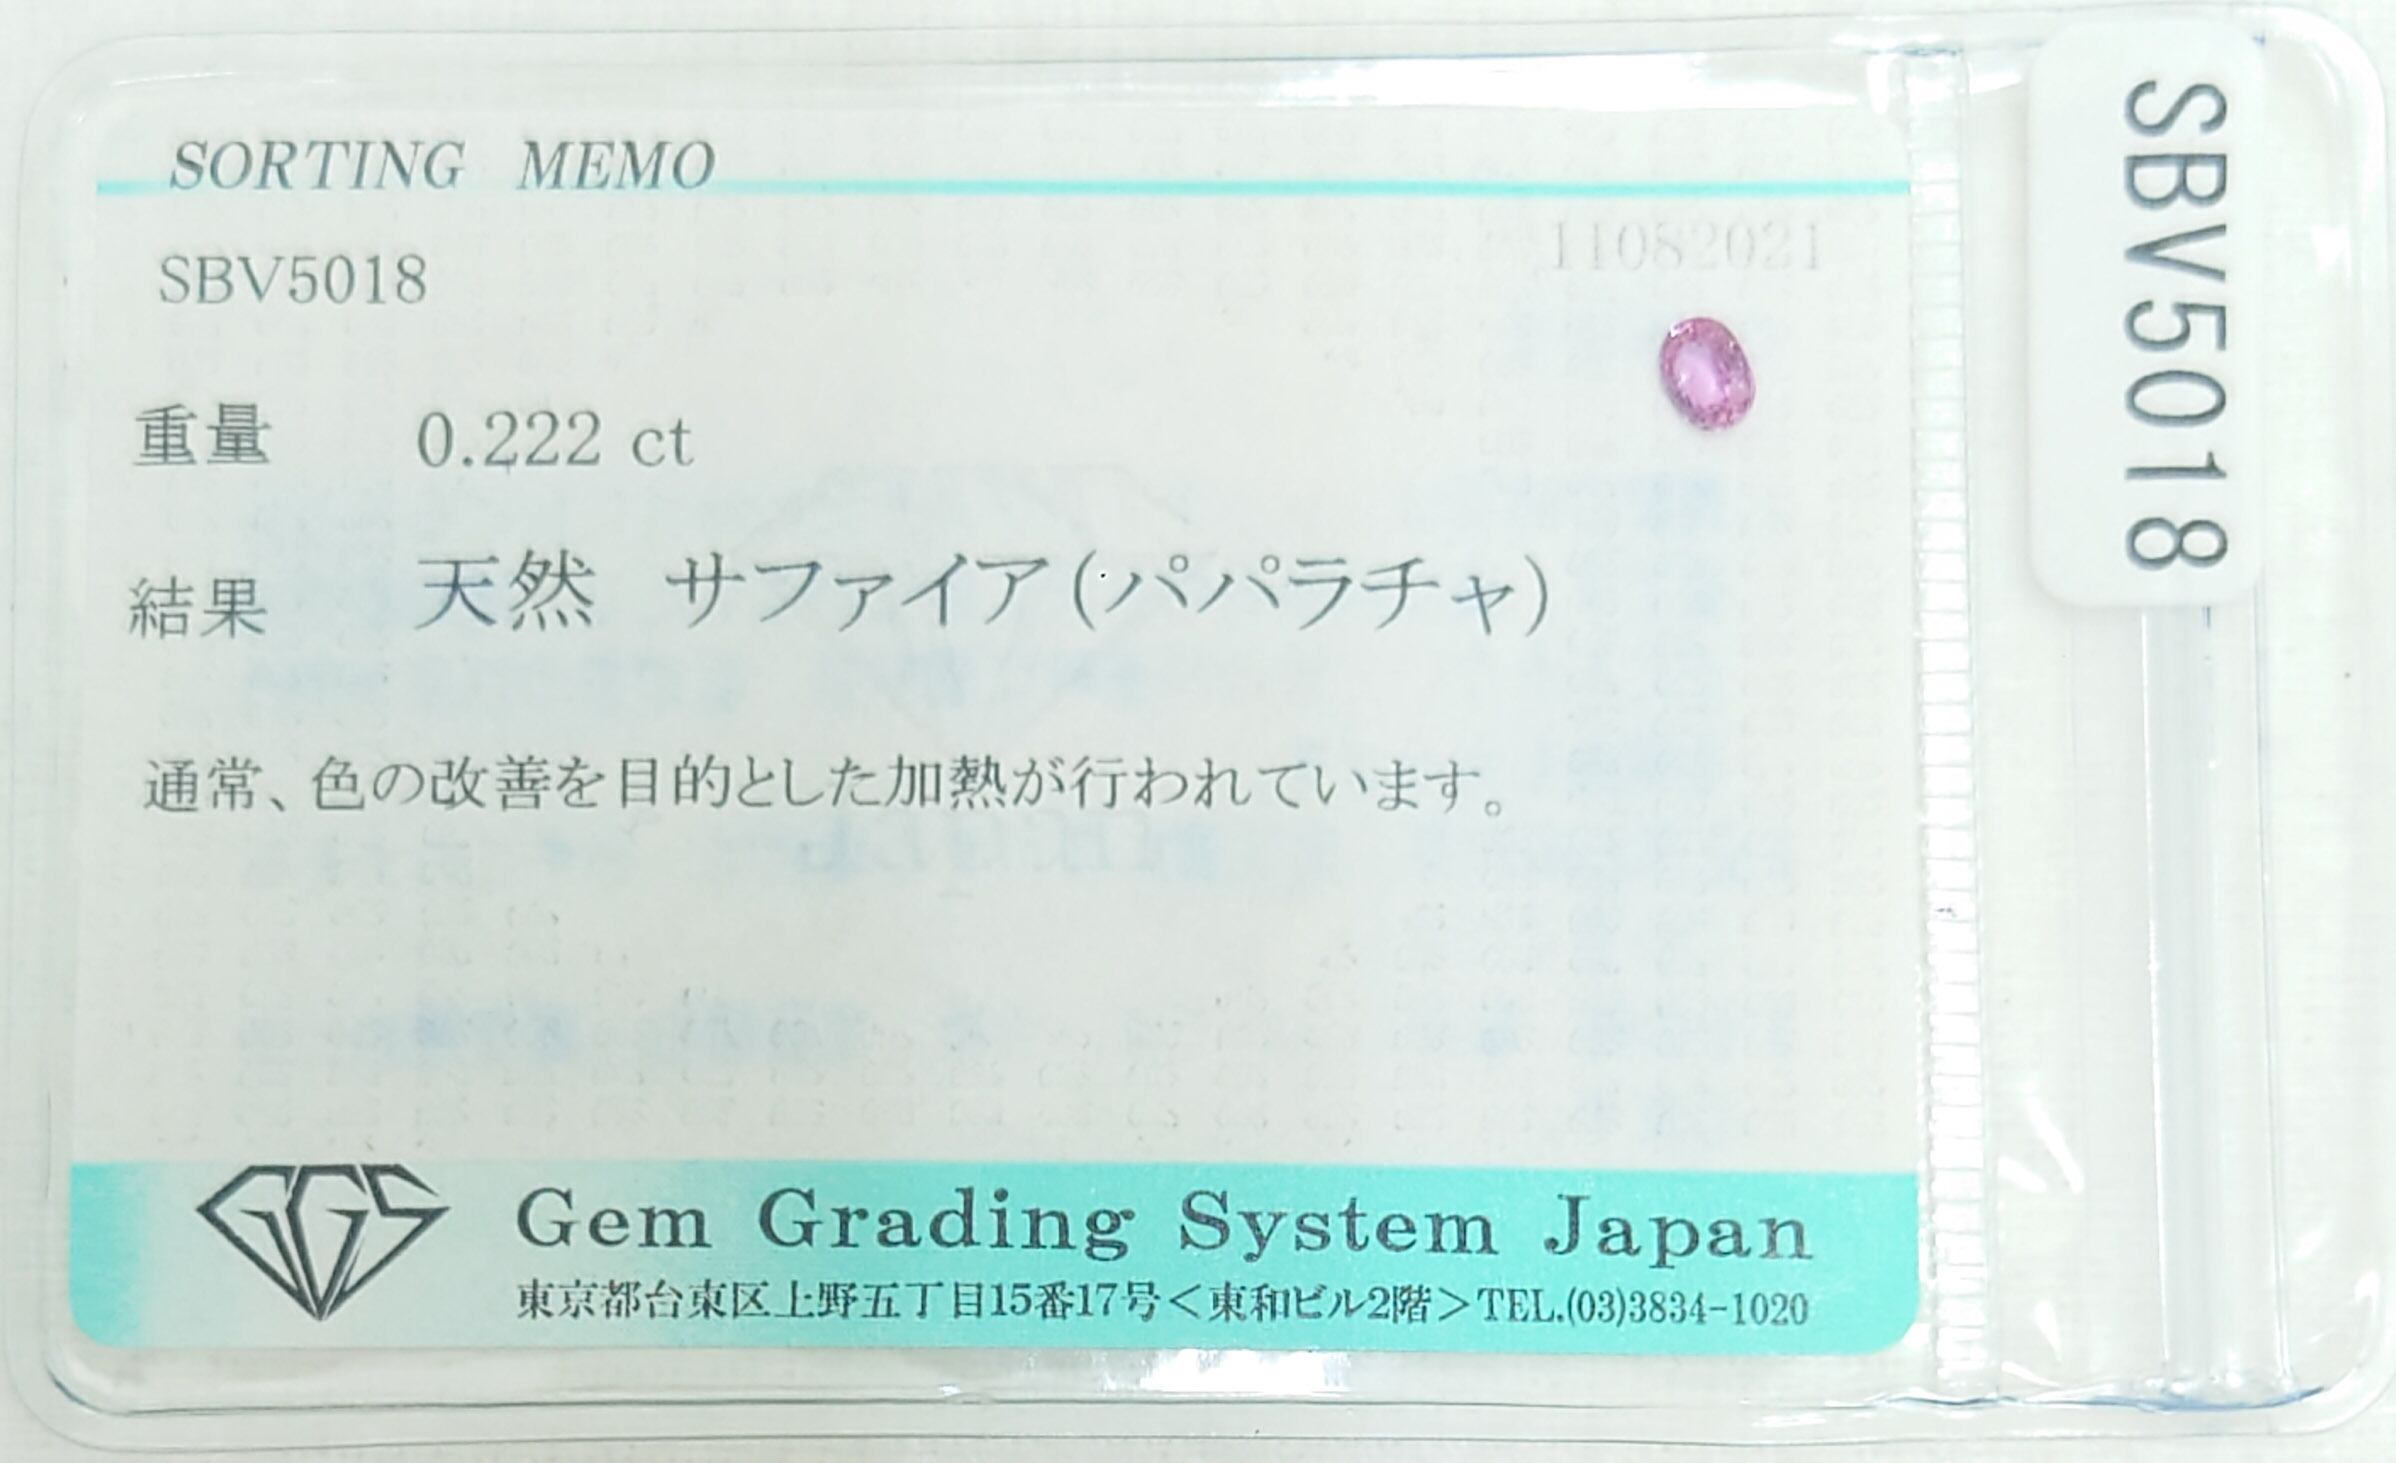 SORTING MEMO
SBV5018
11082021
重量 0.222 ct
結果 天然 サファイア(パパラチャ)
通常、色の改善を目的とした加熱が行われています。
GGS Gem Grading System Japan
東京都台東区上野五丁目15番17号＜東和ビル2階＞TEL.(03)3834-1020
SBV5018